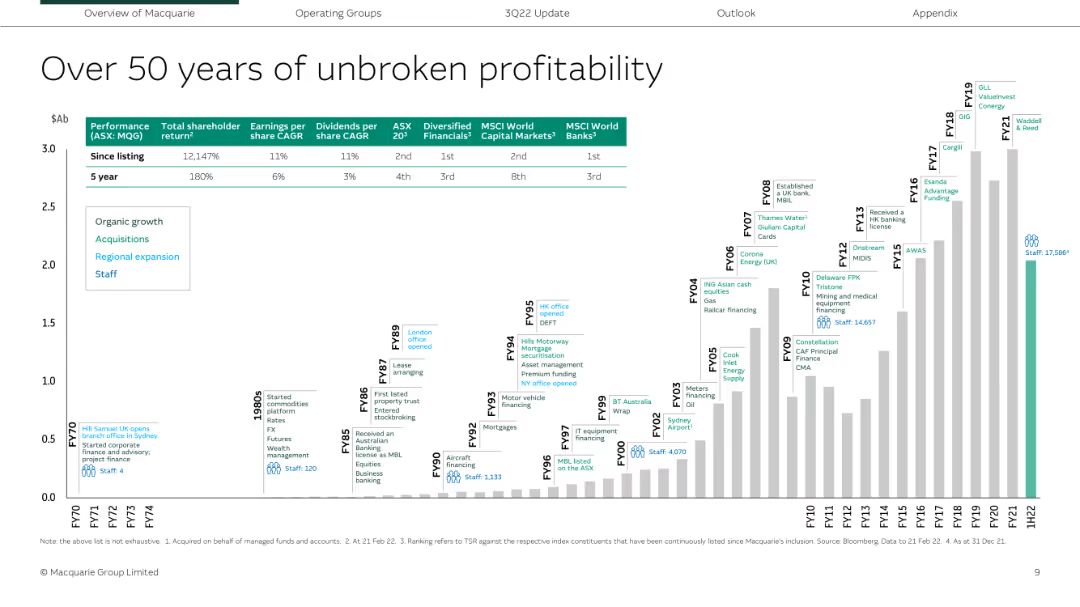 Overview of Macquarie
Operating Groups
3Q22 Update
Outlook
Appendix
Over 50 years of unbroken profitability
$Ab
Performance (ASX: MQG) Total shareholder return2 Earnings per share CAGR Dividends per share CAGR ASX 203 Diversified Financials3 MSCI World Capital Markets3 MSCI World Banks3
Since listing 12,147% 11% 11% 2nd 1st 2nd 1st
5 year 180% 6% 3% 4th 3rd 8th 3rd
3.0
2.5
2.0
1.5
1.0
0.5
0.0
Organic growth
Acquisitions
Regional expansion
Staff
FY70
Hill Samuel UK opens
branch office in Sydney
Started corporate
finance and advisory;
project finance
Staff: 4
1980s
Started
commodities
platform
Rates
FX
Futures
Wealth
management
Staff: 120
FY85
Received an
Australian
Banking
license as MBL
Equities
Business
banking
FY86
First listed
property trust
Entered
stockbroking
FY87
Lease
arranging
FY89
London
office
opened
FY90
Aircraft
financing
Staff: 1,133
FY92
Mortgages
FY93
Motor vehicle
financing
FY94
Hills Motorway
Mortgage
securitisation
Asset management
Premium funding
NY office opened
FY95
HK office
opened
DEFT
FY96
MBL listed
on the ASX
FY97
IT equipment
financing
FY99
BT Australia
Wrap
FY00
Staff: 4,070
FY02
Sydney
Airport1
FY03
Meters
financing
Oil
FY04
ING Asian cash
equities
Gas
Railcar financing
FY05
Cook
Inlet
Energy
Supply
FY06
Corona
Energy (UK)
FY07
Thames Water1
Giuliani Capital
Cards
FY08
Established
a UK bank,
MBIL
FY09
Constellation
CAF Principal
Finance
CMA
FY10
Delaware FPK
Tristone
Mining and medical
equipment
financing
Staff: 14,657
FY12
Onstream
MIDIS
FY13
Received a
HK banking
license
FY15
AWAS
FY16
Esanda
Advantage
Funding
FY17
Cargill
FY18
GIG
FY19
GLL
ValueInvest
Conergy
FY21
Waddell
& Reed
Staff: 17,5864
FY70
FY71
FY72
FY73
FY74
FY10
FY11
FY12
FY13
FY14
FY15
FY16
FY17
FY18
FY19
FY20
FY21
1H22
Note: the above list is not exhaustive. 1. Acquired on behalf of managed funds and accounts. 2. At 21 Feb 22. 3. Ranking refers to TSR against the respective index constituents that have been continuously listed since Macquarie's inclusion. Source: Bloomberg. Data to 21 Feb 22. 4. As at 31 Dec 21.
© Macquarie Group Limited
9